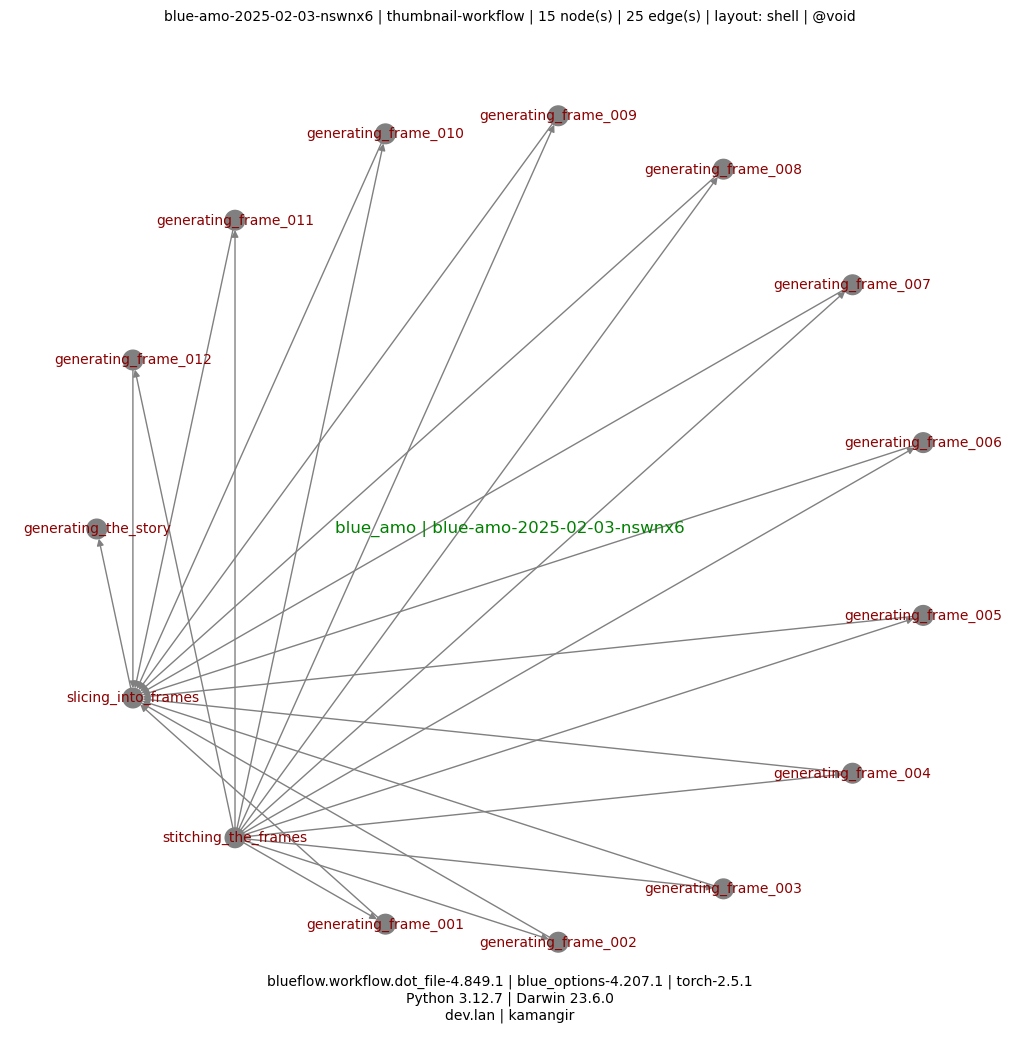 blue-amo-2025-02-03-nswnx6 | thumbnail-workflow | 15 node(s) | 25 edge(s) | layout: shell | @void
generating_frame_009
generating_frame_010
generating_frame_008
generating_frame_011
generating_frame_007
generating_frame_012
generating_frame_006
generating_the_story
blue_amo | blue-amo-2025-02-03-nswnx6
generating_frame_005
slicing_into_frames
generating_frame_004
stitching_the_frames
generating_frame_003
generating_frame_001
generating_frame_002
blueflow.workflow.dot_file-4.849.1 | blue_options-4.207.1 | torch-2.5.1
Python 3.12.7 | Darwin 23.6.0
dev.lan | kamangir